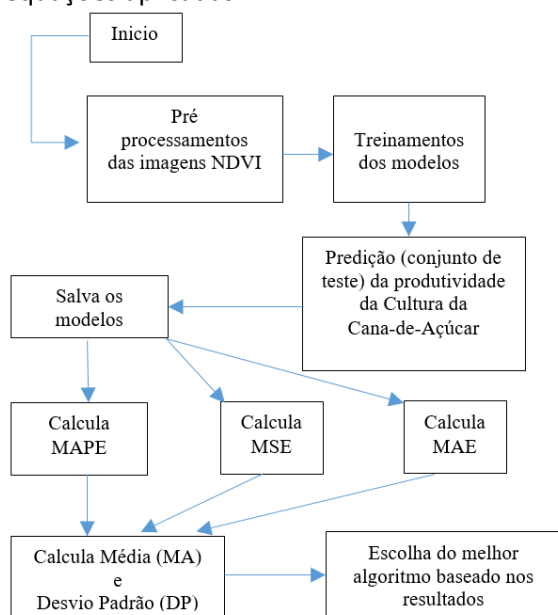 Inicio
Pré
processamentos
das imagens NDVI
Treinamentos
dos modelos
Predição (conjunto de
teste) da produtividade
da Cultura da
Cana-de-Açúcar
Salva os
modelos
Calcula
MAPE
Calcula
MSE
Calcula
MAE
Calcula Média (MA)
e
Desvio Padrão (DP)
Escolha do melhor
algoritmo baseado nos
resultados